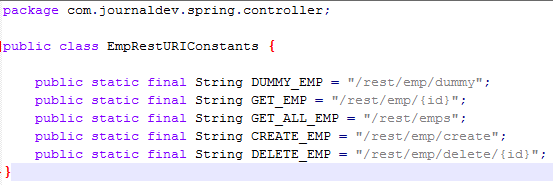 package com.journaldev.spring.controller;
public class EmpRestURIConstants {
public static final String DUMMY_EMP = "/rest/emp/dummy";
public static final String GET_EMP = "/rest/emp/{id}";
public static final String GET_ALL_EMP = "/rest/emps";
public static final String CREATE_EMP = "/rest/emp/create";
public static final String DELETE_EMP = "/rest/emp/delete/{id}";
}